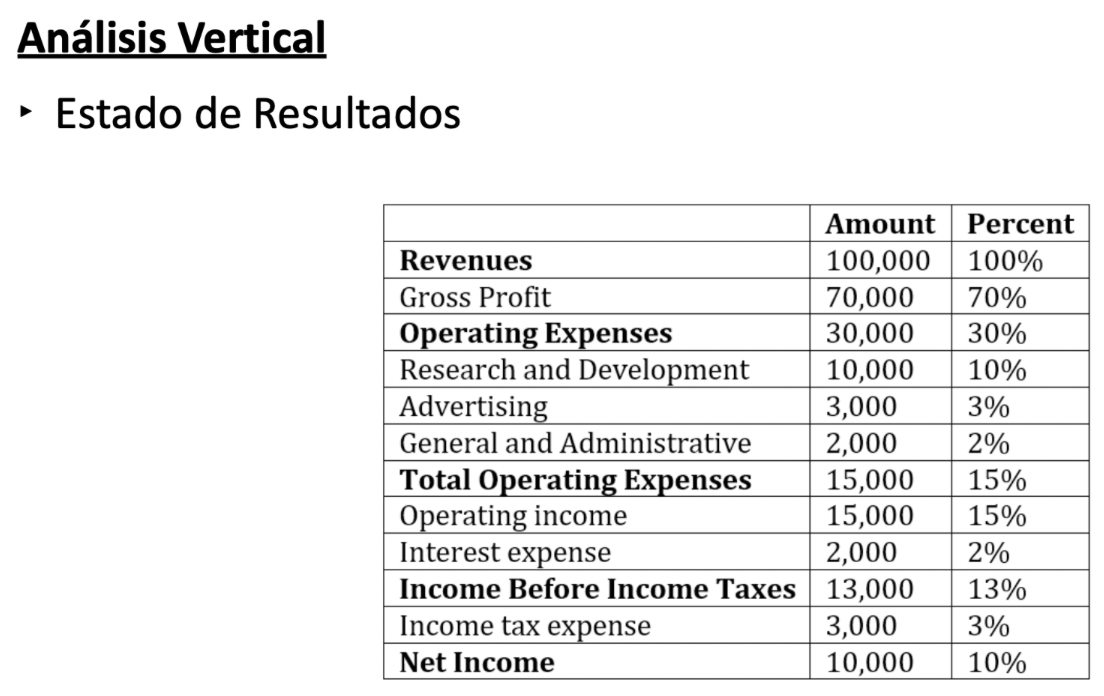 Análisis Vertical
‣ Estado de Resultados
Amount Percent
Revenues 100,000 100%
Gross Profit 70,000 70%
Operating Expenses 30,000 30%
Research and Development 10,000 10%
Advertising 3,000 3%
General and Administrative 2,000 2%
Total Operating Expenses 15,000 15%
Operating income 15,000 15%
Interest expense 2,000 2%
Income Before Income Taxes 13,000 13%
Income tax expense 3,000 3%
Net Income 10,000 10%